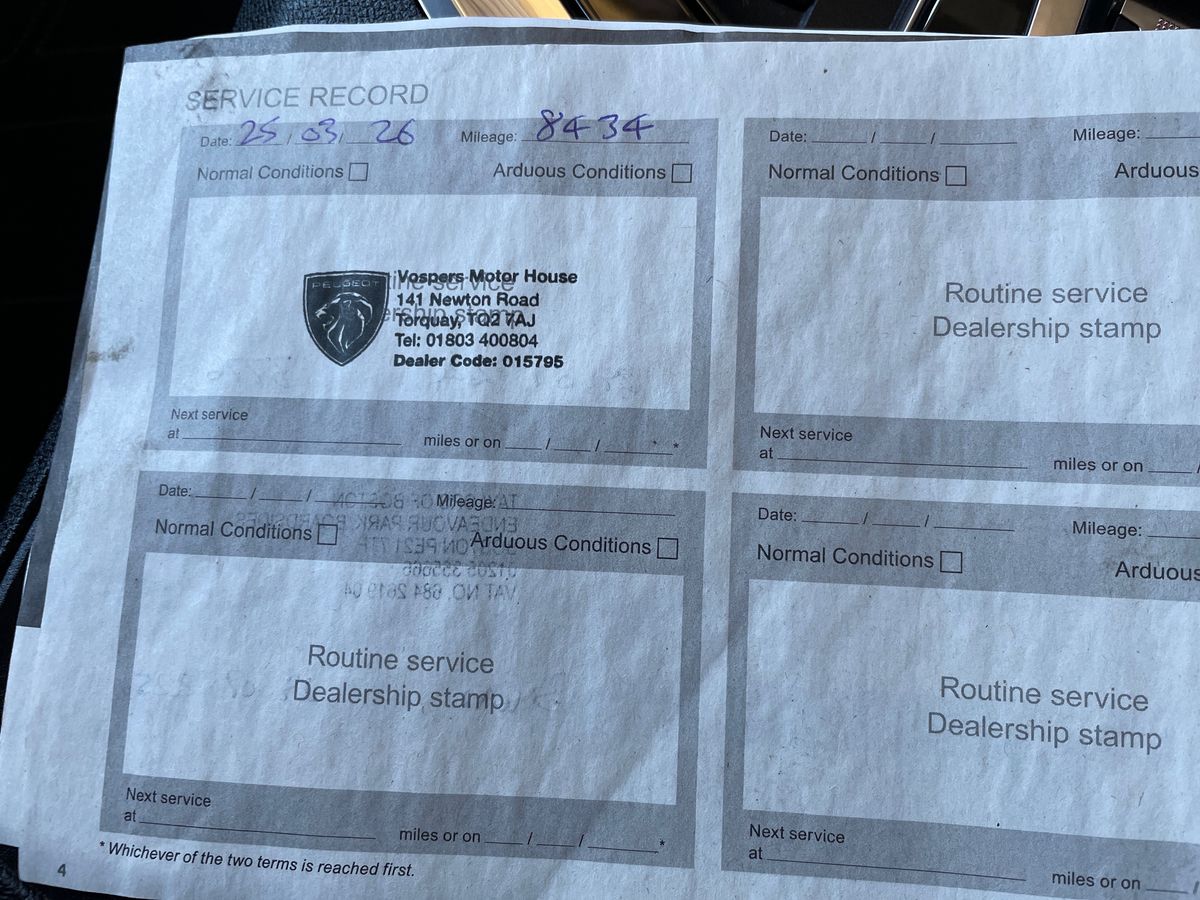 SERVICE RECORD
Date: 25 / 03 / 26 Mileage: 8434
Normal Conditions Arduous Conditions
PEUGEOT
Vospers Motor House
141 Newton Road
Torquay, TQ2 7AJ
Tel: 01803 400804
Dealer Code: 015795
Next service
at miles or on / / *
Date: / / Mileage:
Normal Conditions Arduous
Routine service
Dealership stamp
Next service
at miles or on /
Date: / / Mileage:
Normal Conditions Arduous Conditions
Routine service
Dealership stamp
Next service
at miles or on / / *
Date: / / Mileage:
Normal Conditions Arduous
Routine service
Dealership stamp
Next service
at miles or on /
* Whichever of the two terms is reached first.
4